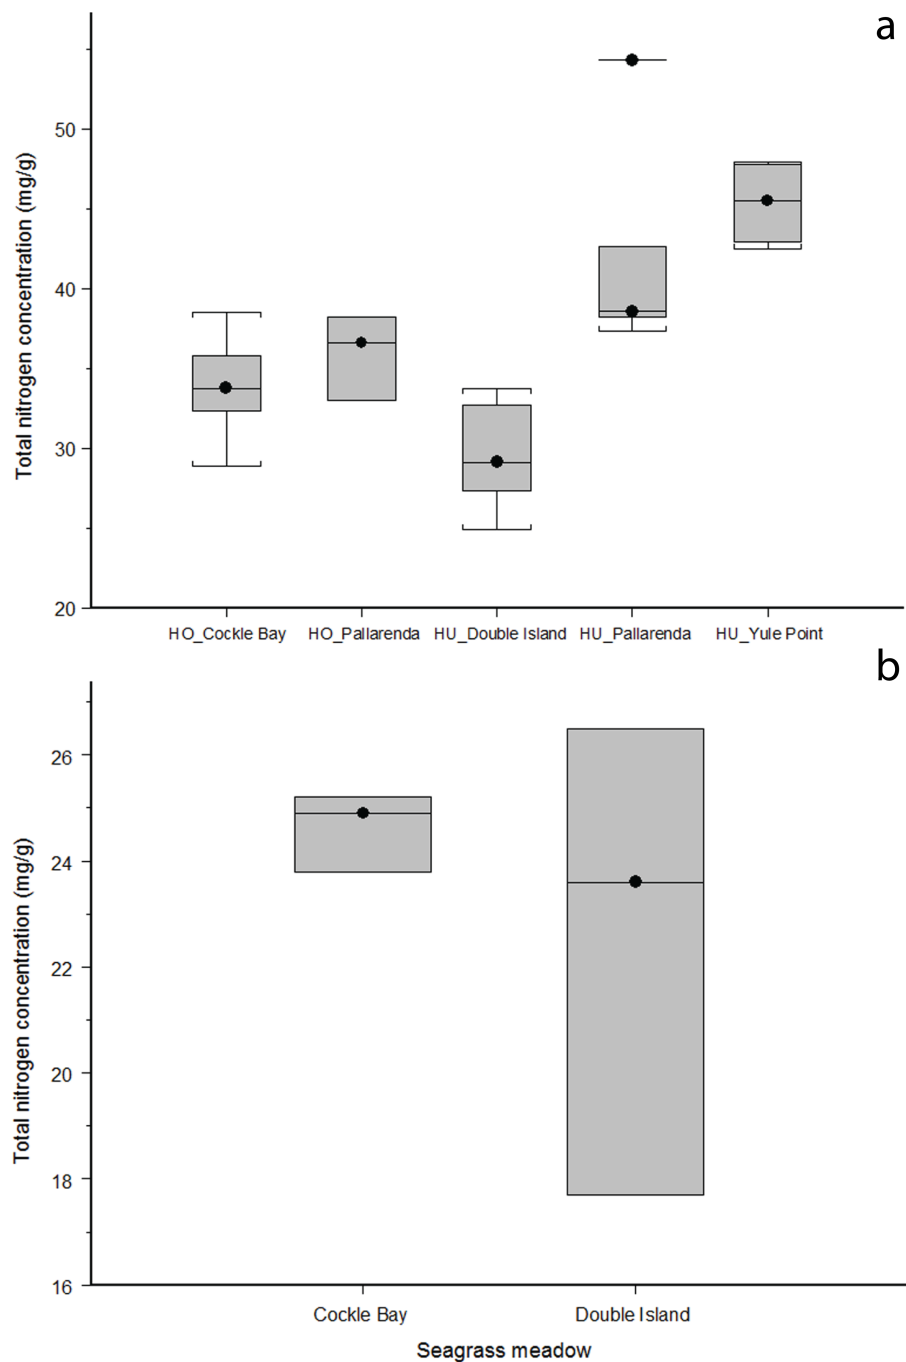 a
Total nitrogen concentration (mg/g)
50
40
30
20
HO_Cockle Bay HO_Pallarenda HU_Double Island HU_Pallarenda HU_Yule Point
b
Total nitrogen concentration (mg/g)
26
24
22
20
18
16
Cockle Bay Double Island
Seagrass meadow